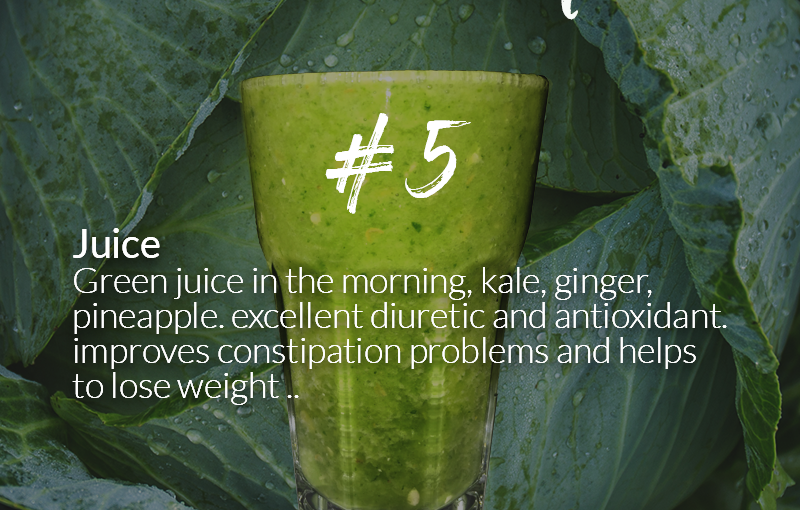 # 5
Juice
Green juice in the morning, kale, ginger,
pineapple. excellent diuretic and antioxidant.
improves constipation problems and helps
to lose weight ..